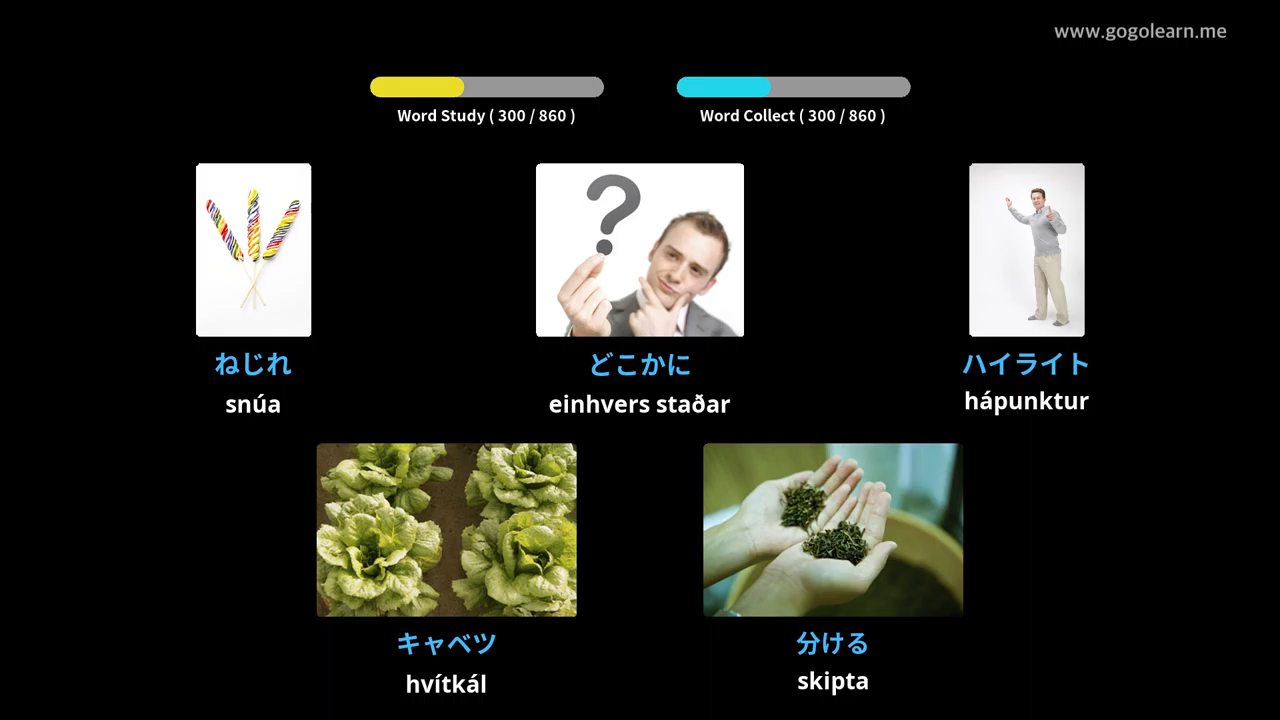 www.gogolearn.me
Word Study ( 300 / 860 )
Word Collect ( 300 / 860 )
ねじれ
snúa
どこかに
einhvers staðar
ハイライト
hápunktur
キャベツ
hvítkál
分ける
skipta